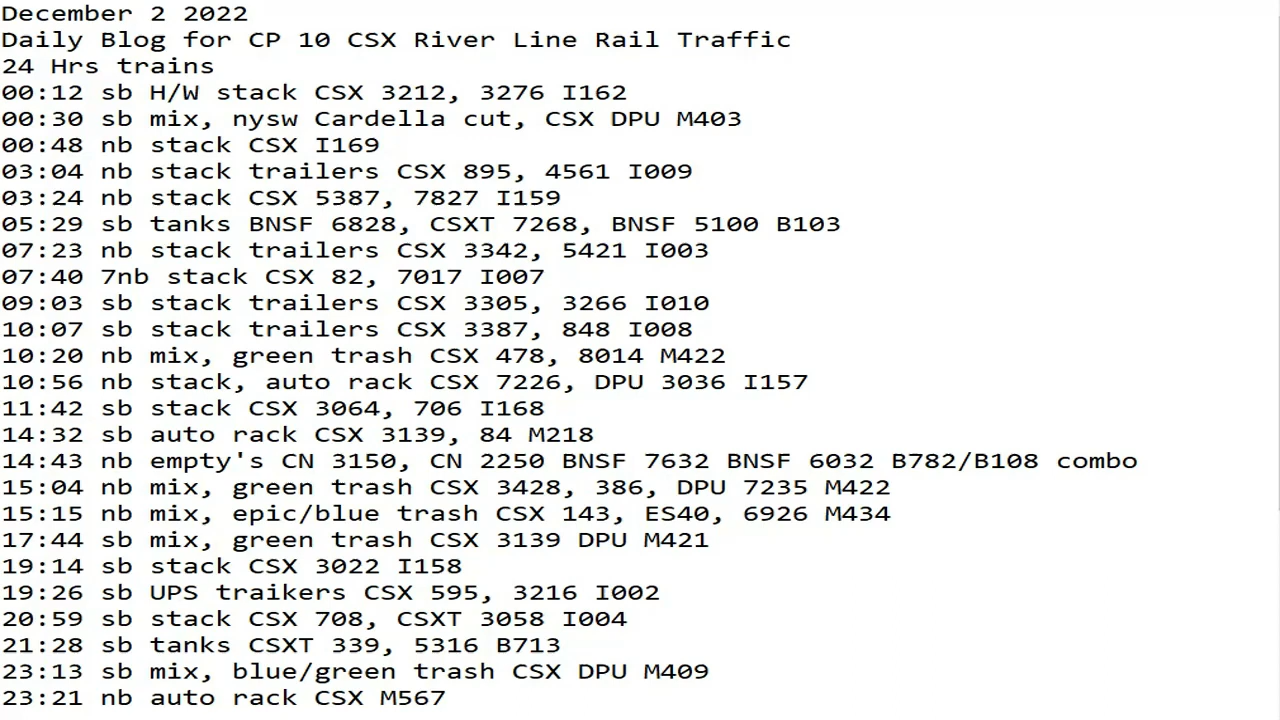 December 2 2022
Daily Blog for CP 10 CSX River Line Rail Traffic
24 Hrs trains
00:12 sb H/W stack CSX 3212, 3276 I162
00:30 sb mix, nysw Cardella cut, CSX DPU M403
00:48 nb stack CSX I169
03:04 nb stack trailers CSX 895, 4561 I009
03:24 nb stack CSX 5387, 7827 I159
05:29 sb tanks BNSF 6828, CSXT 7268, BNSF 5100 B103
07:23 nb stack trailers CSX 3342, 5421 I003
07:40 7nb stack CSX 82, 7017 I007
09:03 sb stack trailers CSX 3305, 3266 I010
10:07 sb stack trailers CSX 3387, 848 I008
10:20 nb mix, green trash CSX 478, 8014 M422
10:56 nb stack, auto rack CSX 7226, DPU 3036 I157
11:42 sb stack CSX 3064, 706 I168
14:32 sb auto rack CSX 3139, 84 M218
14:43 nb empty's CN 3150, CN 2250 BNSF 7632 BNSF 6032 B782/B108 combo
15:04 nb mix, green trash CSX 3428, 386, DPU 7235 M422
15:15 nb mix, epic/blue trash CSX 143, ES40, 6926 M434
17:44 sb mix, green trash CSX 3139 DPU M421
19:14 sb stack CSX 3022 I158
19:26 sb UPS traikers CSX 595, 3216 I002
20:59 sb stack CSX 708, CSXT 3058 I004
21:28 sb tanks CSXT 339, 5316 B713
23:13 sb mix, blue/green trash CSX DPU M409
23:21 nb auto rack CSX M567